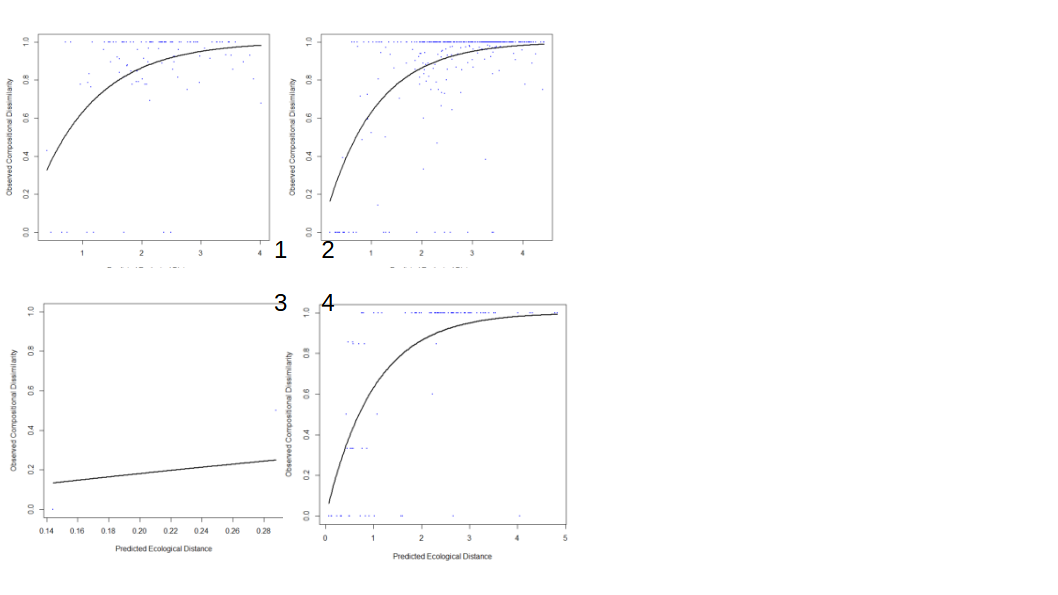 Observed Compositional Dissimilarity
0.0 0.2 0.4 0.6 0.8 1.0
1 2 3 4
1
Observed Compositional Dissimilarity
0.0 0.2 0.4 0.6 0.8 1.0
1 2 3 4
2
Observed Compositional Dissimilarity
0.0 0.2 0.4 0.6 0.8 1.0
0.14 0.16 0.18 0.20 0.22 0.24 0.26 0.28
Predicted Ecological Distance
3
Observed Compositional Dissimilarity
0.0 0.2 0.4 0.6 0.8 1.0
0 1 2 3 4 5
Predicted Ecological Distance
4